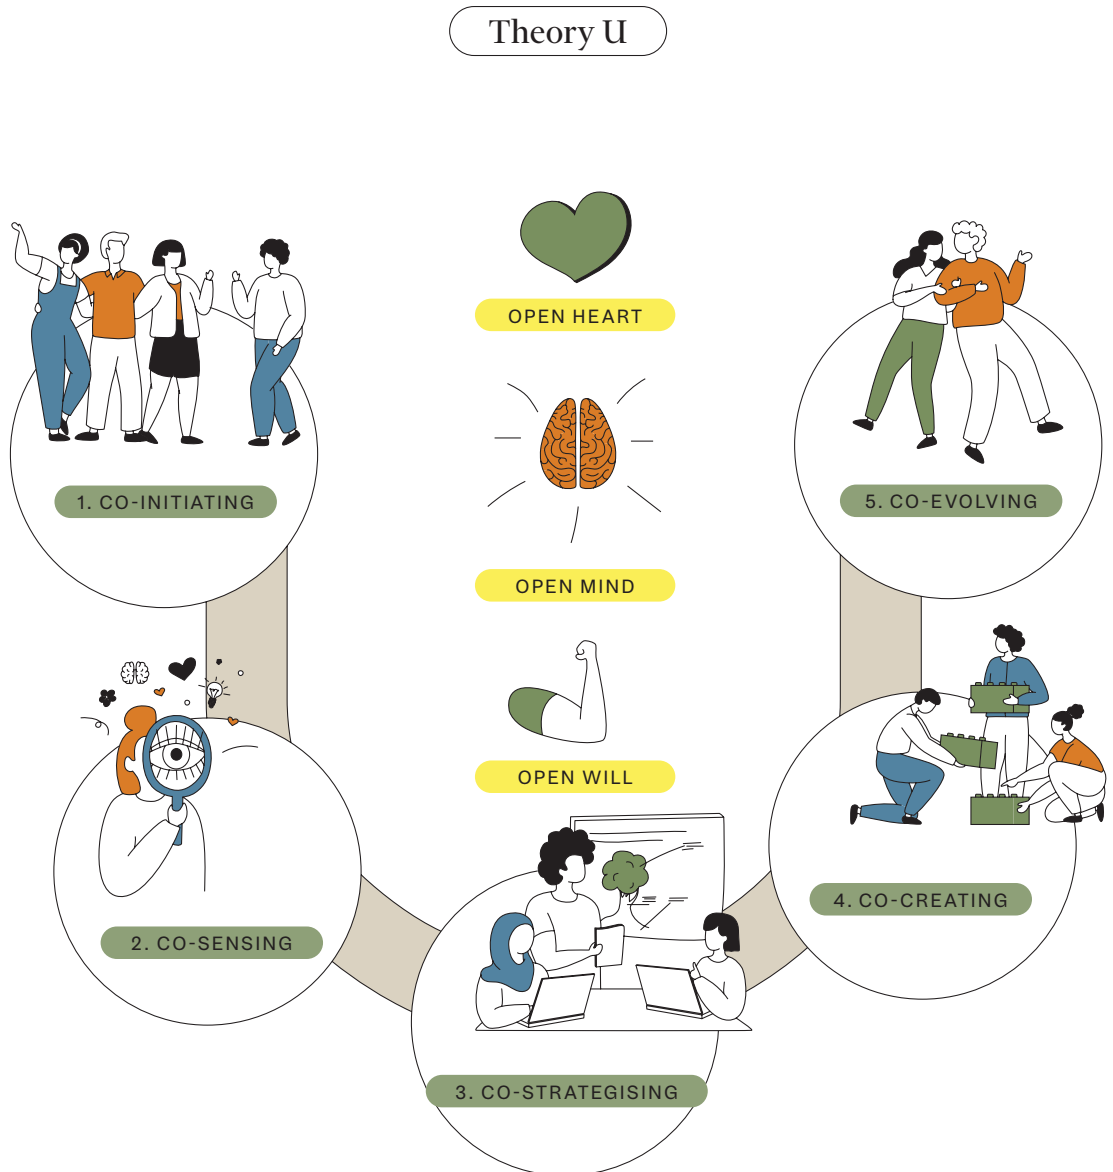 Theory U
OPEN HEART
1. CO-INITIATING
5. CO-EVOLVING
OPEN MIND
OPEN WILL
2. CO-SENSING
4. CO-CREATING
3. CO-STRATEGISING